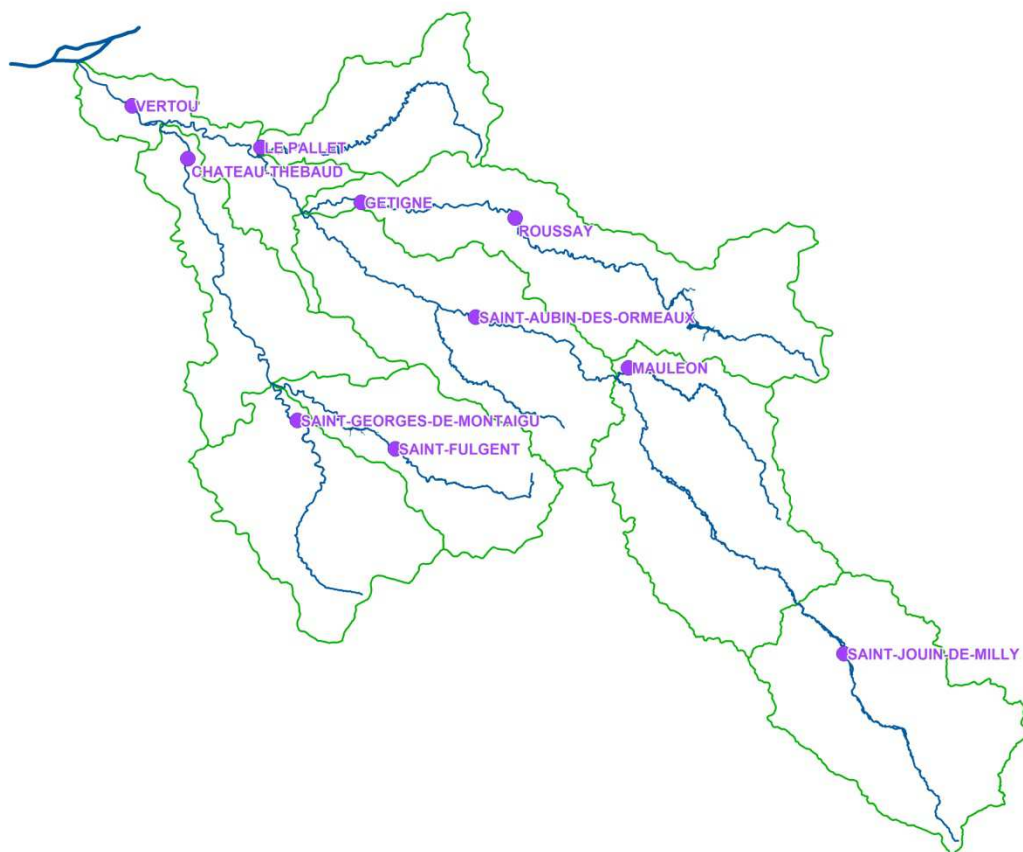 VERTOU
LE PALLET
CHATEAU-THEBAUD
GETIGNE
ROUSSAY
SAINT-AUBIN-DES-ORMEAUX
MAULEON
SAINT-GEORGES-DE-MONTAIGU
SAINT-FULGENT
SAINT-JOUIN-DE-MILLY